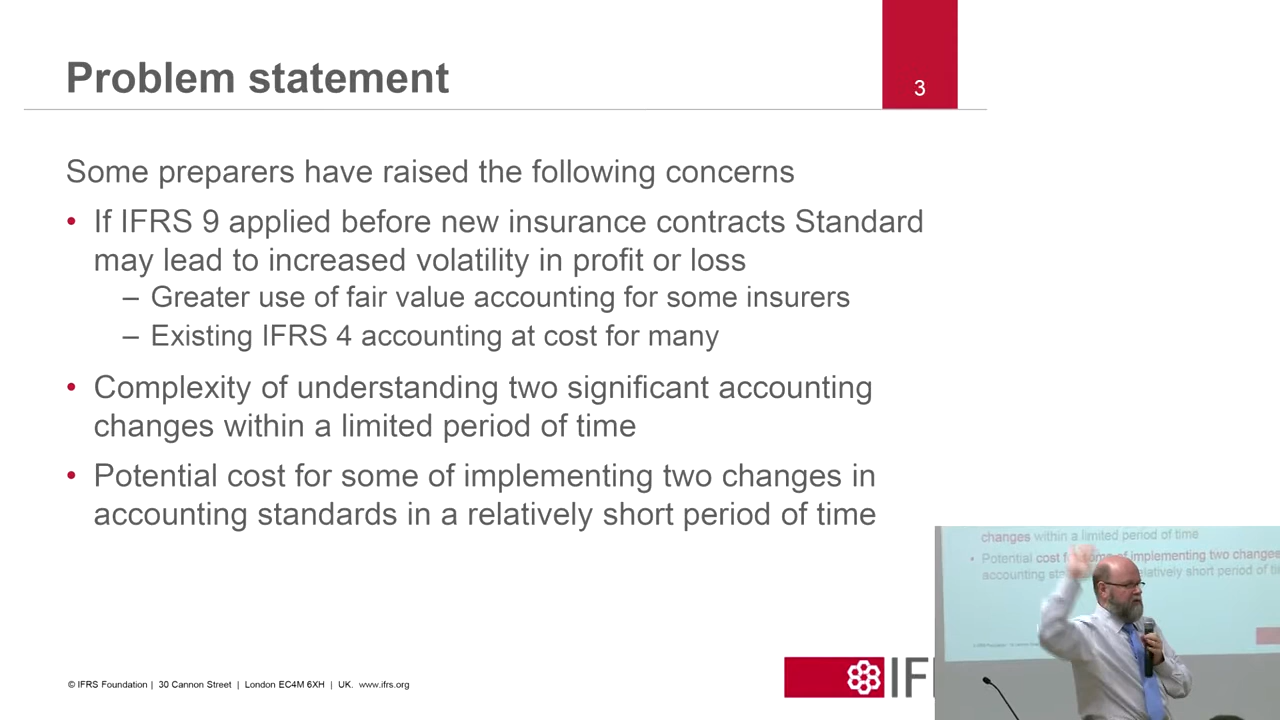 Problem statement
3
Some preparers have raised the following concerns
• If IFRS 9 applied before new insurance contracts Standard
may lead to increased volatility in profit or loss
– Greater use of fair value accounting for some insurers
– Existing IFRS 4 accounting at cost for many
• Complexity of understanding two significant accounting
changes within a limited period of time
• Potential cost for some of implementing two changes in
accounting standards in a relatively short period of time
changes within a limited period of time
• Potential cost some of implementing two changes
accounting relatively short period of
© IFRS Foundation | 30 Cannon Street | London EC4M 6XH | UK. www.ifrs.org
IF